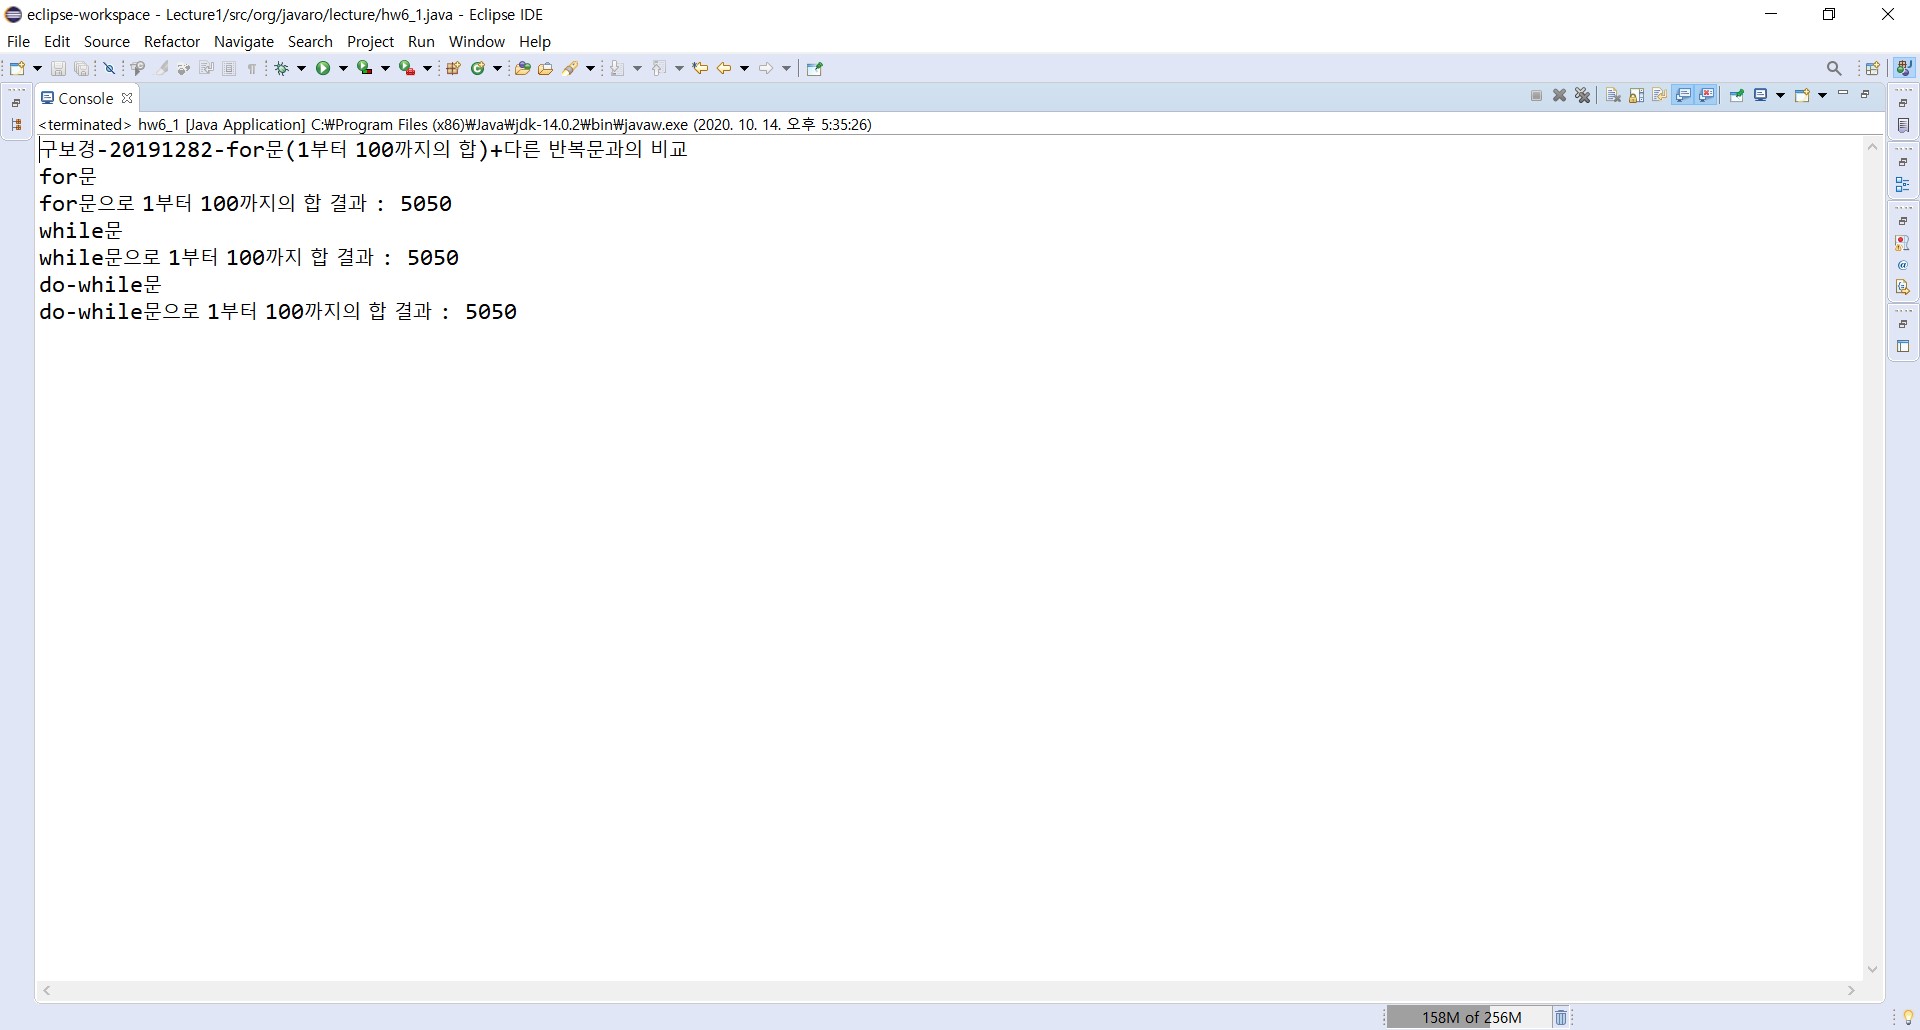 eclipse-workspace - Lecture1/src/org/javaro/lecture/hw6_1.java - Eclipse IDE
File Edit Source Refactor Navigate Search Project Run Window Help
Console
<terminated> hw6_1 [Java Application] C:₩Program Files (x86)₩Java₩jdk-14.0.2₩bin₩javaw.exe (2020. 10. 14. 오후 5:35:26)
구보경-20191282-for문(1부터 100까지의 합)+다른 반복문과의 비교
for문
for문으로 1부터 100까지의 합 결과 : 5050
while문
while문으로 1부터 100까지 합 결과 : 5050
do-while문
do-while문으로 1부터 100까지의 합 결과 : 5050
158M of 256M